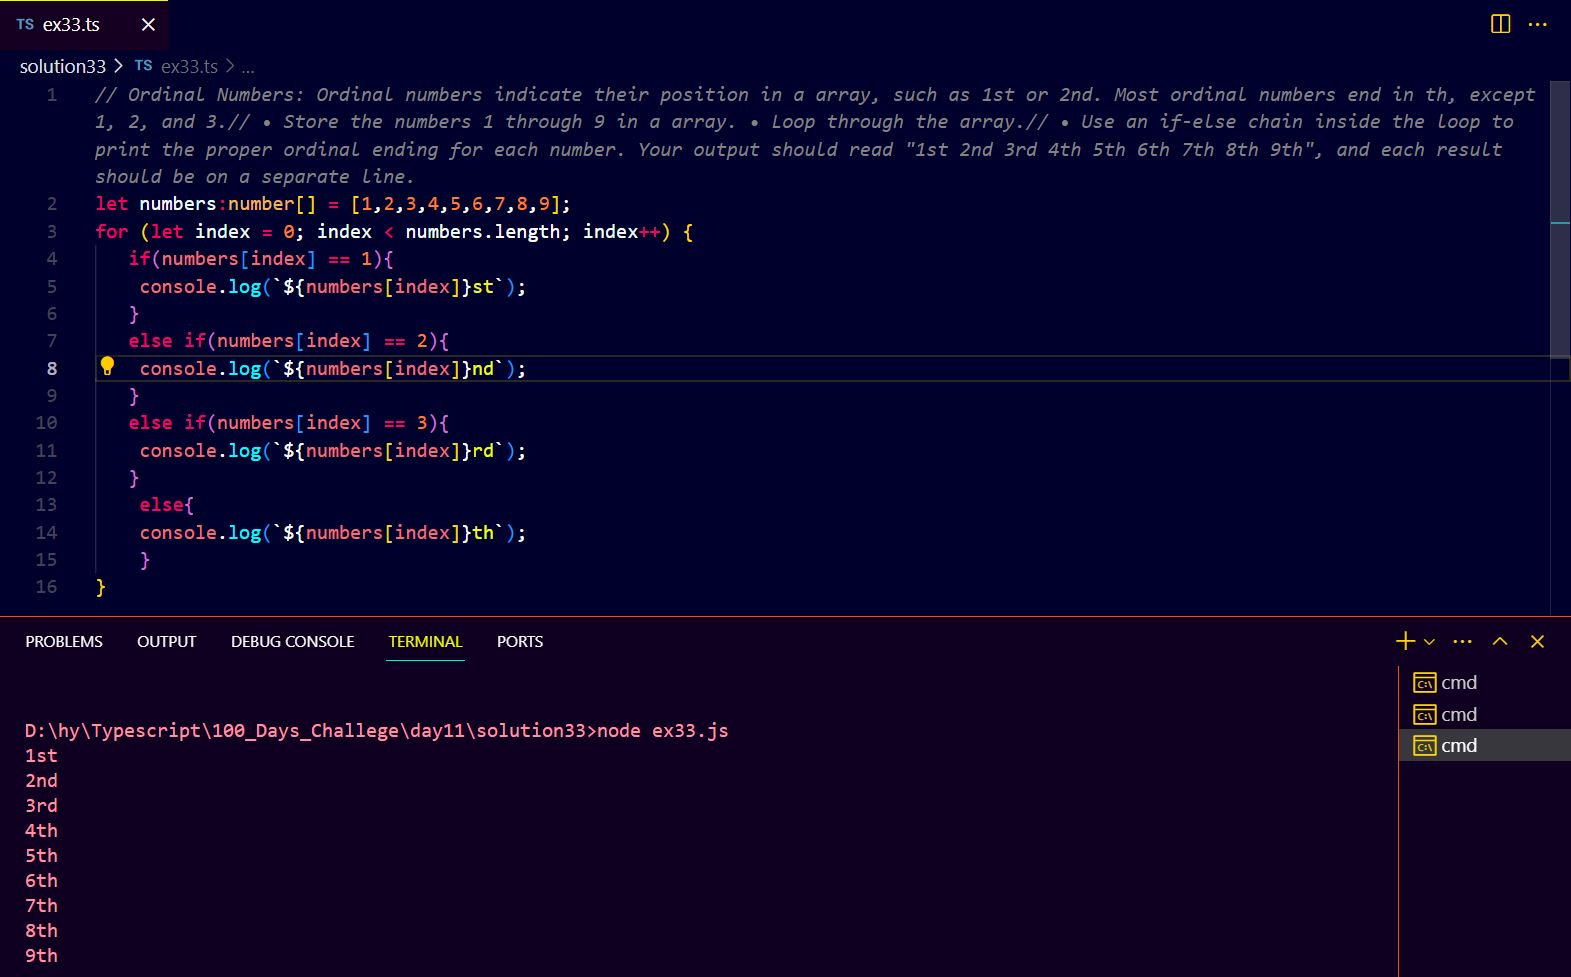 TS ex33.ts
solution33 > TS ex33.ts > ...
1 // Ordinal Numbers: Ordinal numbers indicate their position in a array, such as 1st or 2nd. Most ordinal numbers end in th, except
1, 2, and 3.// • Store the numbers 1 through 9 in a array. • Loop through the array.// • Use an if-else chain inside the loop to
print the proper ordinal ending for each number. Your output should read "1st 2nd 3rd 4th 5th 6th 7th 8th 9th", and each result
should be on a separate line.
2 let numbers:number[] = [1,2,3,4,5,6,7,8,9];
3 for (let index = 0; index < numbers.length; index++) {
4    if(numbers[index] == 1){
5     console.log(`${numbers[index]}st`);
6    }
7    else if(numbers[index] == 2){
8     console.log(`${numbers[index]}nd`);
9    }
10    else if(numbers[index] == 3){
11     console.log(`${numbers[index]}rd`);
12    }
13     else{
14     console.log(`${numbers[index]}th`);
15     }
16 }
PROBLEMS OUTPUT DEBUG CONSOLE TERMINAL PORTS
cmd
cmd
cmd
D:\hy\Typescript\100_Days_Challege\day11\solution33>node ex33.js
1st
2nd
3rd
4th
5th
6th
7th
8th
9th